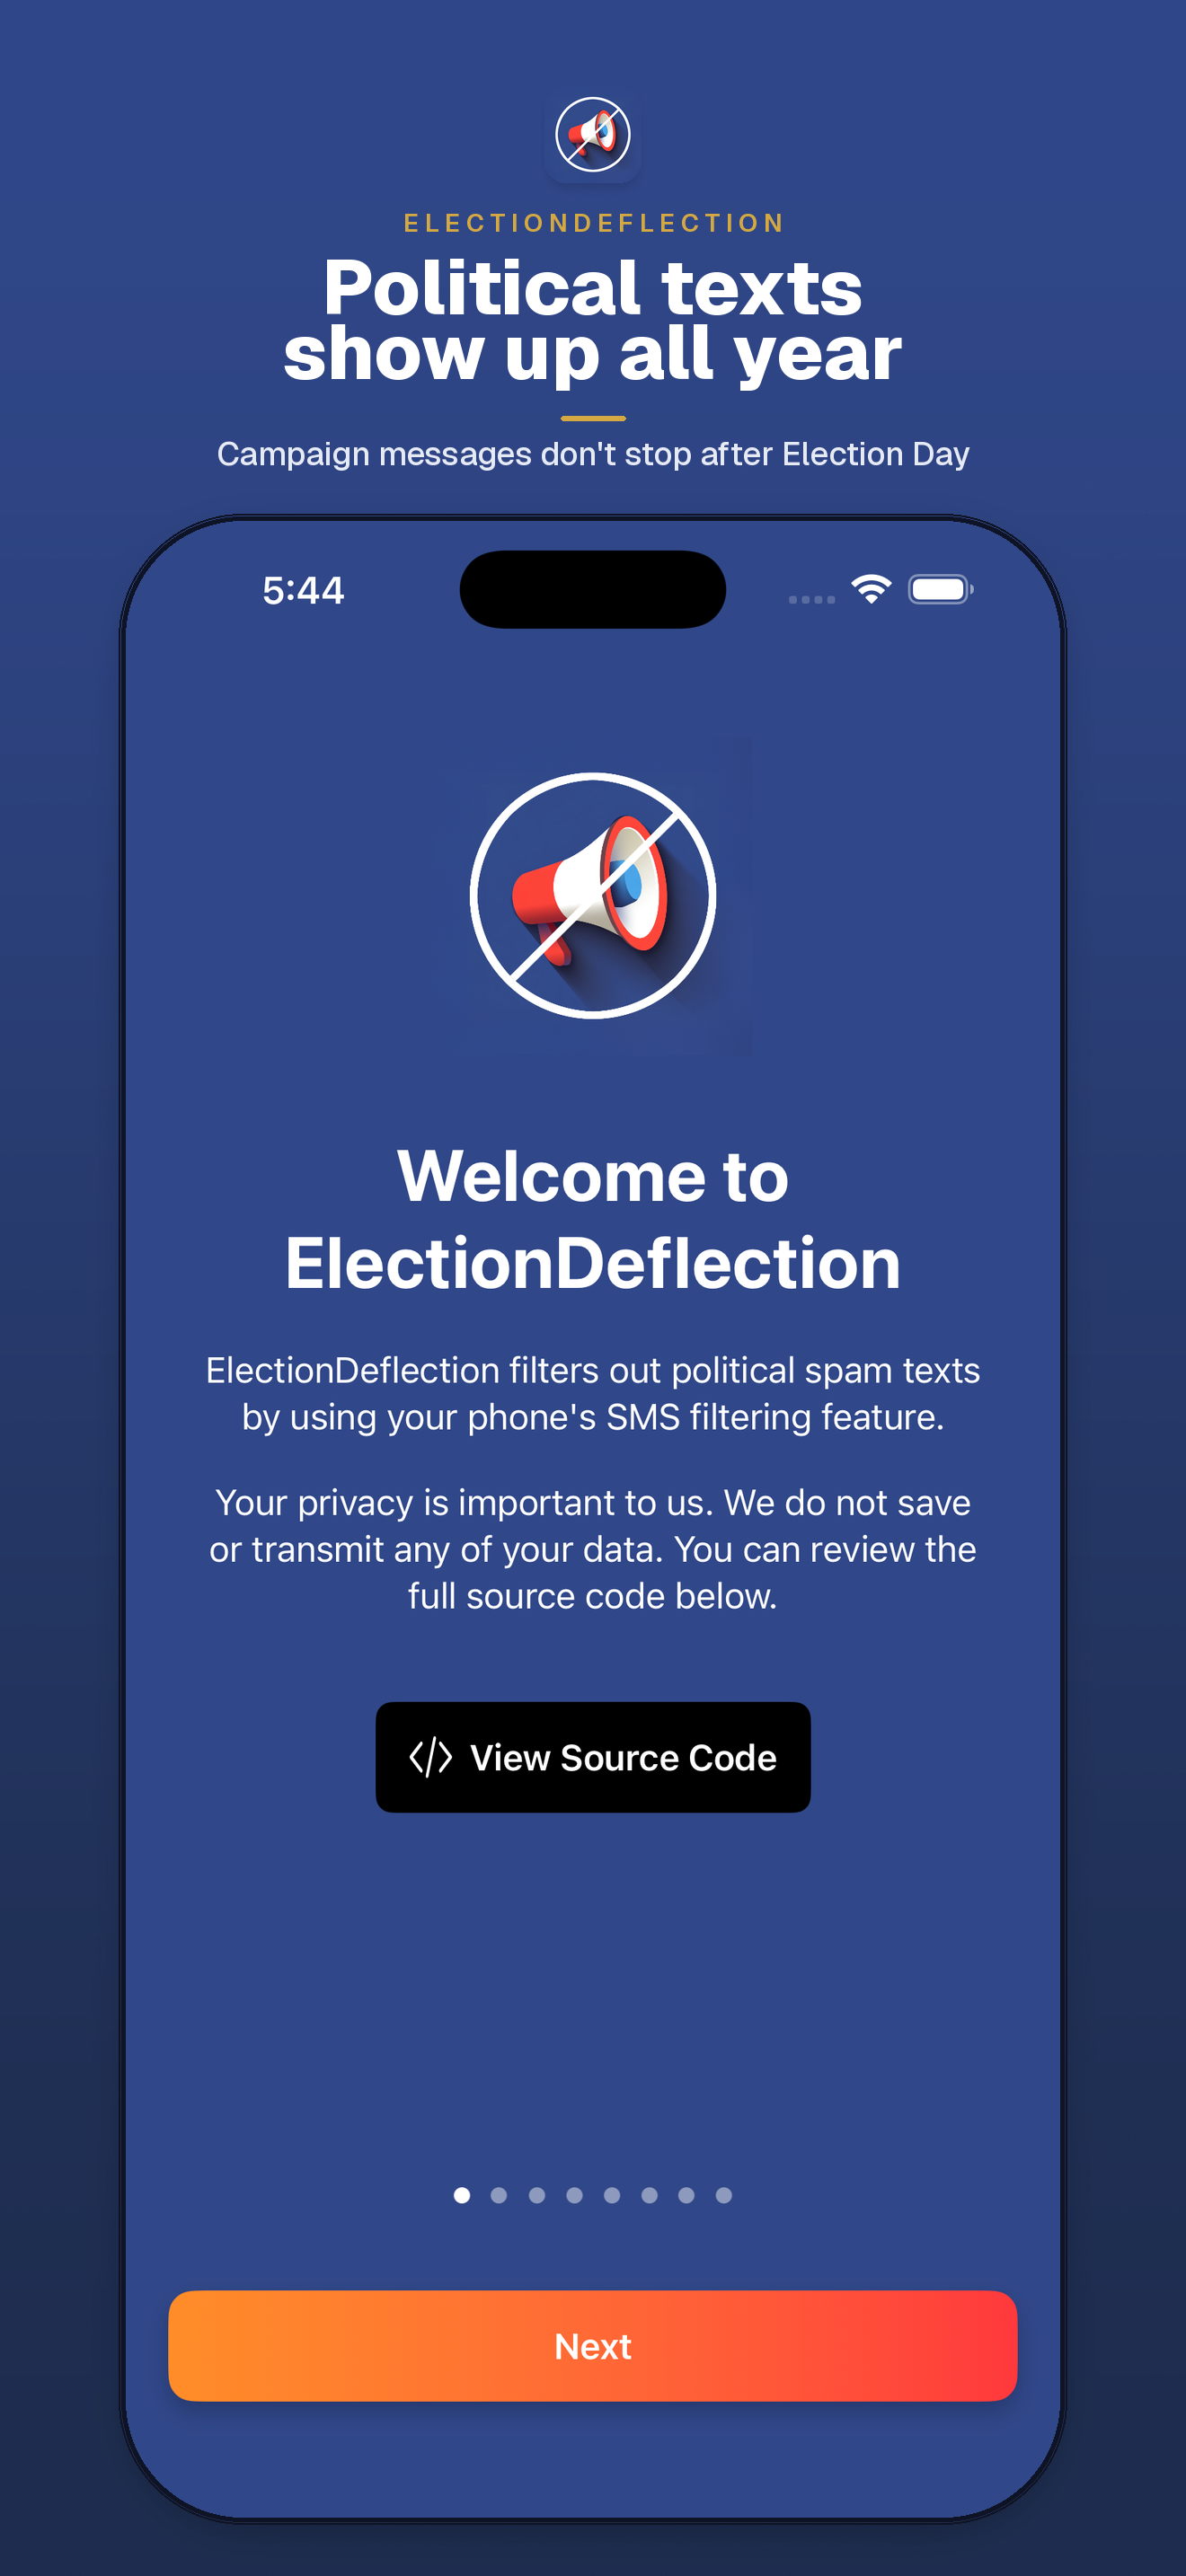 ELECTIONDEFLECTION
Political texts
show up all year
Campaign messages don't stop after Election Day
5:44
Welcome to
ElectionDeflection
ElectionDeflection filters out political spam texts
by using your phone's SMS filtering feature.
Your privacy is important to us. We do not save
or transmit any of your data. You can review the
full source code below.
</> View Source Code
Next